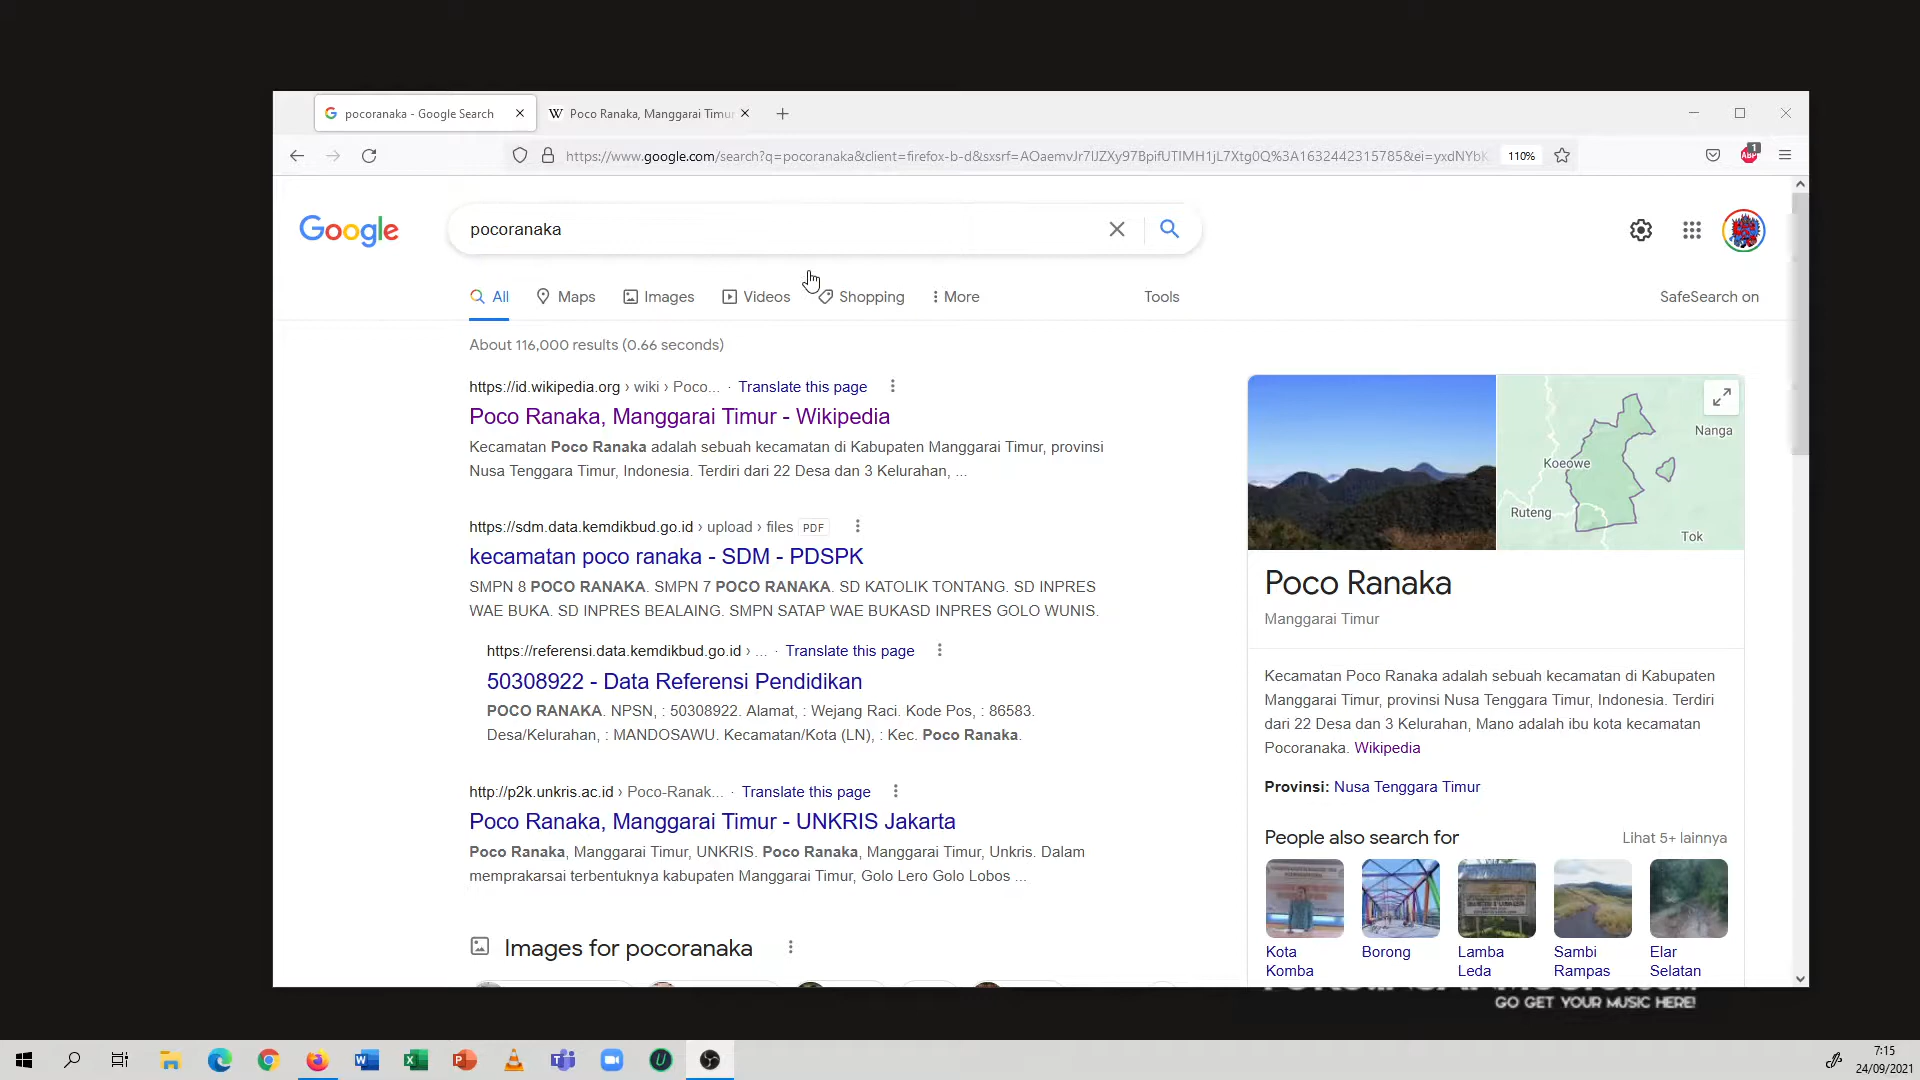 pocoranaka - Google Search
Poco Ranaka, Manggarai Timur
https://www.google.com/search?q=pocoranaka&client=firefox-b-d&sxsrf=AOaemvJr7lJZXy97BpifUTIMH1jL7Xtg0Q%3A1632442315785&ei=yxdNYbK
110%
ABP
1
Google
pocoranaka
All
Maps
Images
Videos
Shopping
More
Tools
SafeSearch on
About 116,000 results (0.66 seconds)
https://id.wikipedia.org › wiki › Poco... · Translate this page
Poco Ranaka, Manggarai Timur - Wikipedia
Kecamatan Poco Ranaka adalah sebuah kecamatan di Kabupaten Manggarai Timur, provinsi
Nusa Tenggara Timur, Indonesia. Terdiri dari 22 Desa dan 3 Kelurahan, ...
https://sdm.data.kemdikbud.go.id › upload › files PDF
kecamatan poco ranaka - SDM - PDSPK
SMPN 8 POCO RANAKA. SMPN 7 POCO RANAKA. SD KATOLIK TONTANG. SD INPRES
WAE BUKA. SD INPRES BEALAING. SMPN SATAP WAE BUKASD INPRES GOLO WUNIS.
https://referensi.data.kemdikbud.go.id › ... · Translate this page
50308922 - Data Referensi Pendidikan
POCO RANAKA. NPSN, : 50308922. Alamat, : Wejang Raci. Kode Pos, : 86583.
Desa/Kelurahan, : MANDOSAWU. Kecamatan/Kota (LN), : Kec. Poco Ranaka.
http://p2k.unkris.ac.id › Poco-Ranak... · Translate this page
Poco Ranaka, Manggarai Timur - UNKRIS Jakarta
Poco Ranaka, Manggarai Timur, UNKRIS. Poco Ranaka, Manggarai Timur, Unkris. Dalam
memprakarsai terbentuknya kabupaten Manggarai Timur, Golo Lero Golo Lobos ...
Images for pocoranaka
Nanga
Koeowe
Ruteng
Tok
Poco Ranaka
Manggarai Timur
Kecamatan Poco Ranaka adalah sebuah kecamatan di Kabupaten
Manggarai Timur, provinsi Nusa Tenggara Timur, Indonesia. Terdiri
dari 22 Desa dan 3 Kelurahan, Mano adalah ibu kota kecamatan
Pocoranaka. Wikipedia
Provinsi: Nusa Tenggara Timur
People also search for
Lihat 5+ lainnya
Kota Komba
Borong
Lamba Leda
Sambi Rampas
Elar Selatan
GO GET YOUR MUSIC HERE!
7:15
24/09/2021